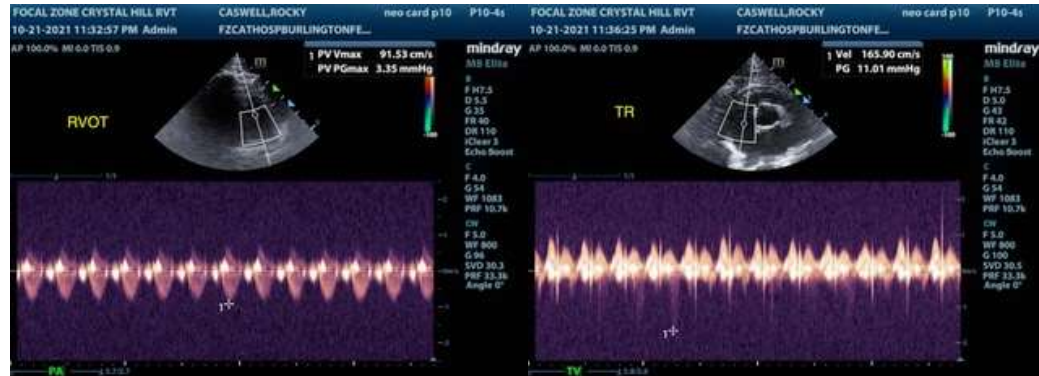 FOCAL ZONE CRYSTAL HILL RVT CASWELL,ROCKY neo card p10 P10-4s
10-21-2021 11:32:57 PM Admin FZCATHOSPBURLINGTONFE...
AP 100.0% MI 0.0 TIS 0.9
mindray
M8 Elite
1 PV Vmax 91.53 cm/s
PV PGmax 3.35 mmHg
RVOT
B
F H7.5
D 5.5
G 35
FR 40
DR 110
iClear 3
Echo Boost
C
F 4.0
G 54
WF 1083
PRF 10.7k
CW
F 5.0
WF 800
G 96
SVD 30.3
PRF 33.3k
Angle 0°
1
PA
FOCAL ZONE CRYSTAL HILL RVT CASWELL,ROCKY neo card p10 P10-4s
10-21-2021 11:36:25 PM Admin FZCATHOSPBURLINGTONFE...
AP 100.0% MI 0.0 TIS 0.9
mindray
M8 Elite
1 Vel 165.90 cm/s
PG 11.01 mmHg
TR
B
F H7.5
D 5.0
G 43
FR 42
DR 110
iClear 3
Echo Boost
C
F 4.0
G 54
WF 1083
PRF 10.7k
CW
F 5.0
WF 800
G 100
SVD 30.5
PRF 33.3k
Angle 0°
1
TV